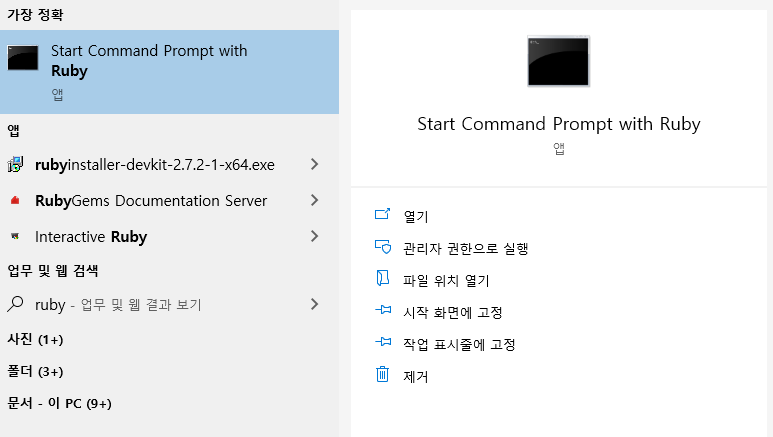 가장 정확
Start Command Prompt with
Ruby
앱
앱
rubyinstaller-devkit-2.7.2-1-x64.exe
RubyGems Documentation Server
Interactive Ruby
업무 및 웹 검색
ruby - 업무 및 웹 결과 보기
사진 (1+)
폴더 (3+)
문서 - 이 PC (9+)
Start Command Prompt with Ruby
앱
열기
관리자 권한으로 실행
파일 위치 열기
시작 화면에 고정
작업 표시줄에 고정
제거